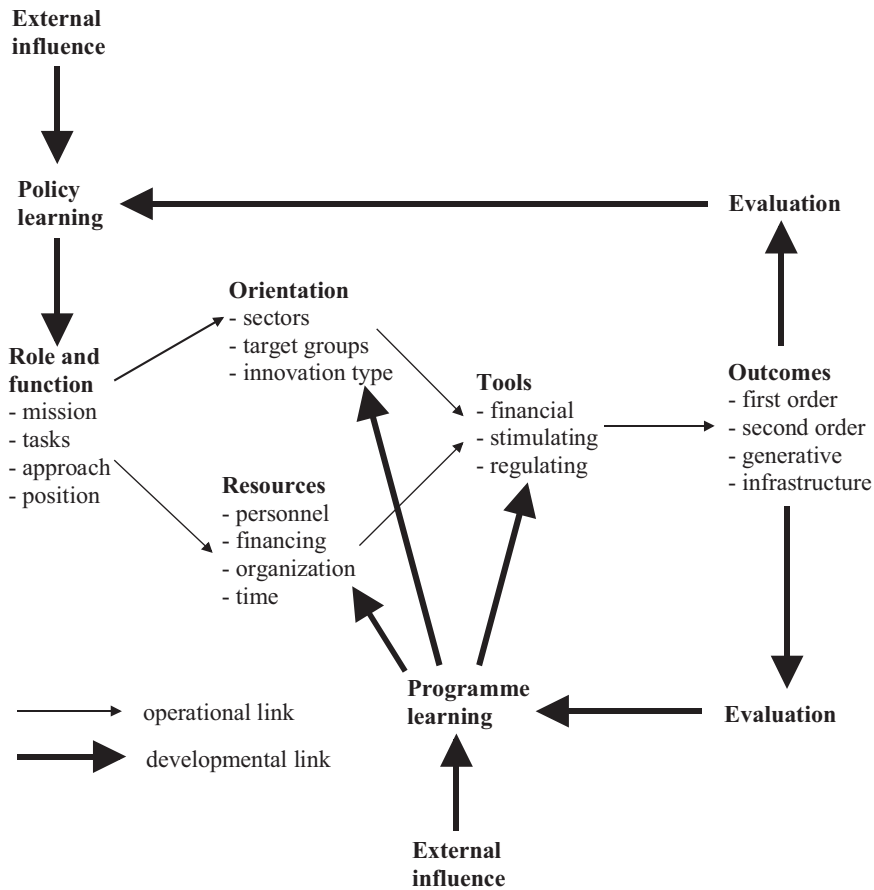 External
influence
Policy
learning
Evaluation
Orientation
- sectors
- target groups
- innovation type
Role and
function
- mission
- tasks
- approach
- position
Tools
- financial
- stimulating
- regulating
Outcomes
- first order
- second order
- generative
- infrastructure
Resources
- personnel
- financing
- organization
- time
Programme
learning
Evaluation
operational link
developmental link
External
influence